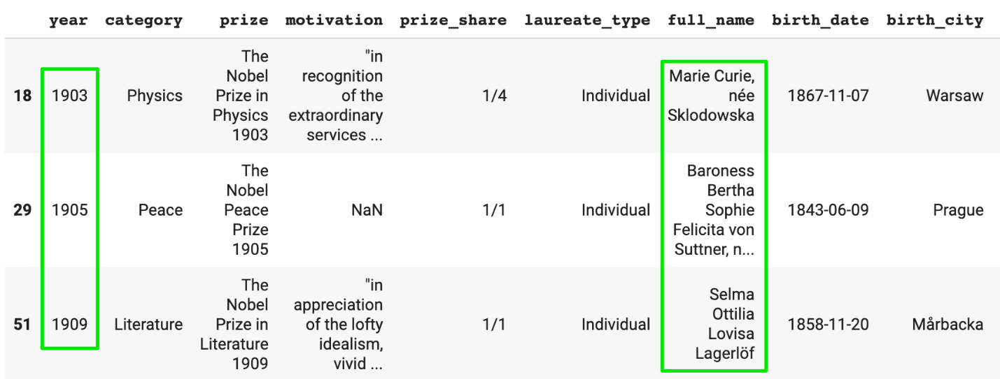 year category prize motivation prize_share laureate_type full_name birth_date birth_city
18
1903
Physics
The
Nobel
Prize in
Physics
1903
"in
recognition
of the
extraordinary
services ...
1/4
Individual
Marie Curie,
née
Sklodowska
1867-11-07
Warsaw
29
1905
Peace
The
Nobel
Peace
Prize
1905
NaN
1/1
Individual
Baroness
Bertha
Sophie
Felicita von
Suttner, n...
1843-06-09
Prague
51
1909
Literature
The
Nobel
Prize in
Literature
1909
"in
appreciation
of the lofty
idealism,
vivid ...
1/1
Individual
Selma
Ottilia
Lovisa
Lagerlöf
1858-11-20
Mårbacka